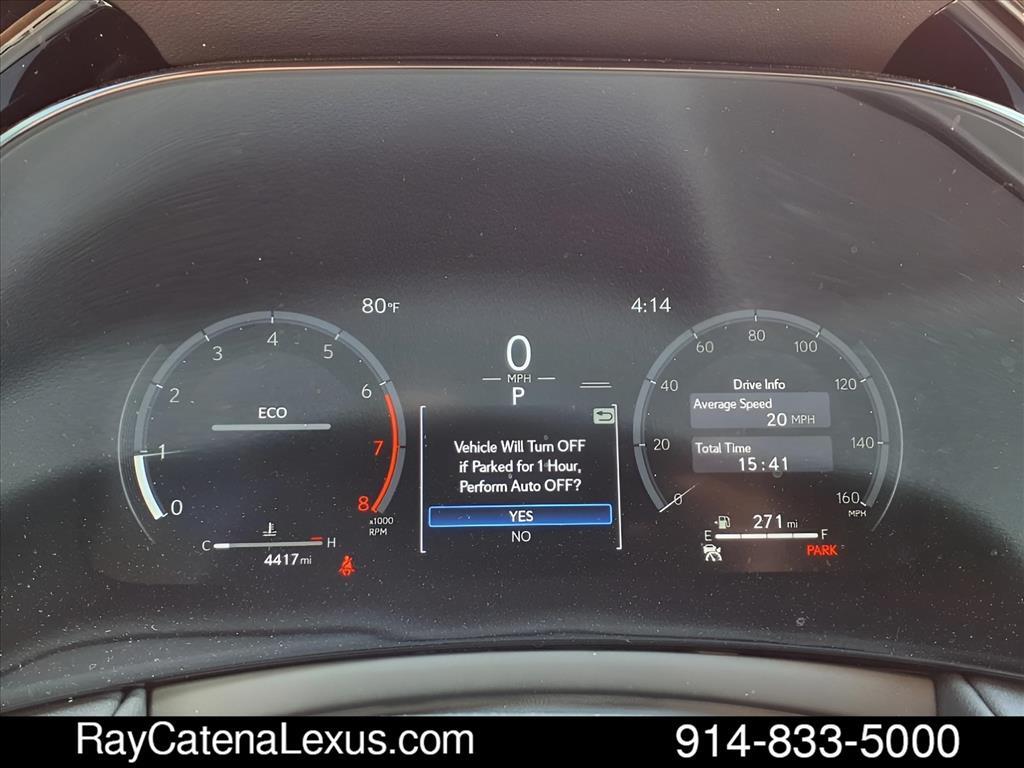 80°F
4:14
0
MPH
P
0
1
2
3
4
5
6
7
8
x1000
RPM
ECO
C
H
4417 mi
Vehicle Will Turn OFF
if Parked for 1 Hour,
Perform Auto OFF?
YES
NO
0
20
40
60
80
100
120
140
160
MPH
Drive Info
Average Speed
20 MPH
Total Time
15:41
271 mi
E
F
PARK
RayCatenaLexus.com
914-833-5000